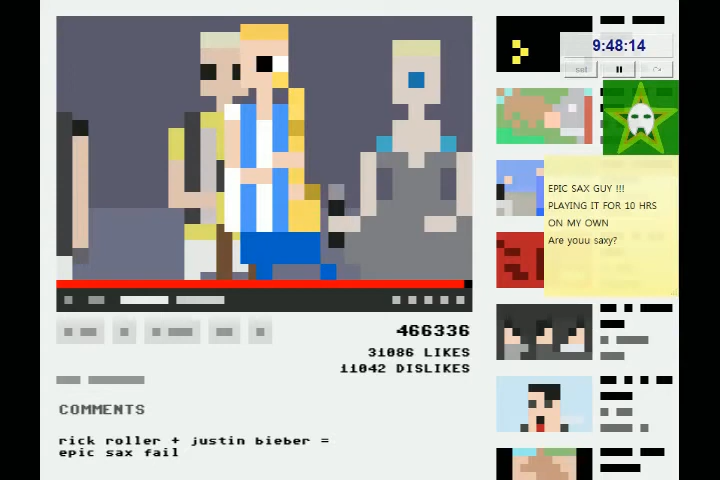 9:48:14
set
EPIC SAX GUY !!!
PLAYING IT FOR 10 HRS
ON MY OWN
Are youu saxy?
466336
31086 LIKES
11042 DISLIKES
COMMENTS
rick roller + justin bieber =
epic sax fail